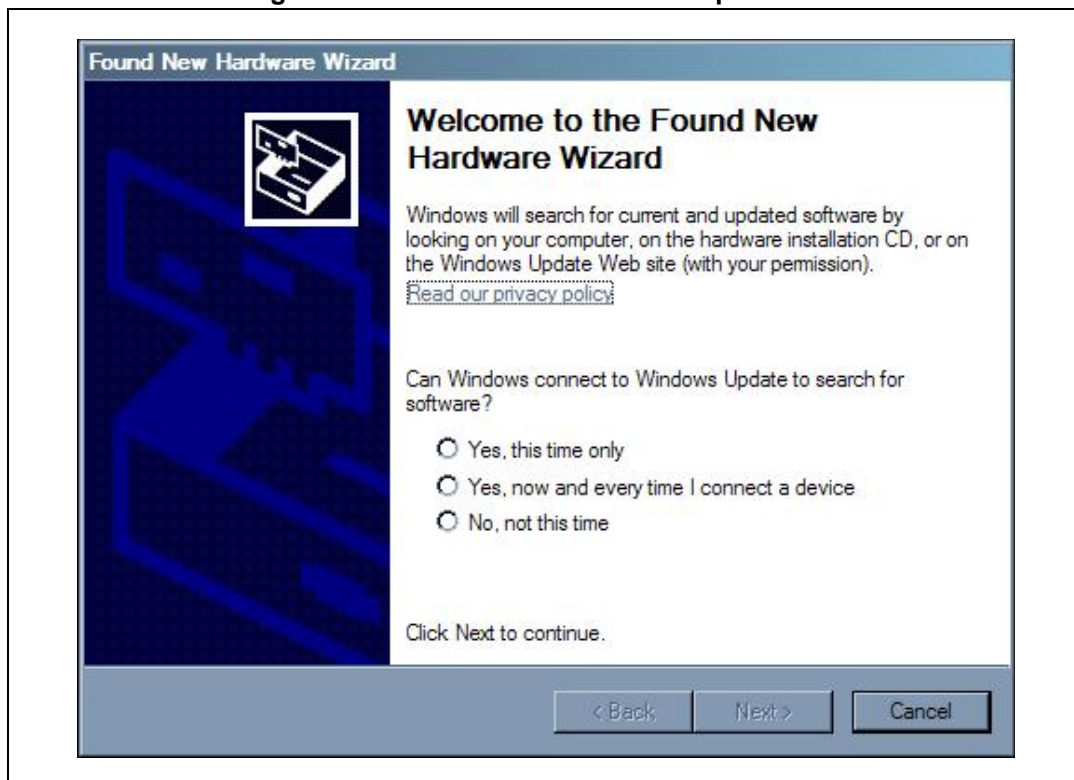 Found New Hardware Wizard
Welcome to the Found New
Hardware Wizard
Windows will search for current and updated software by
looking on your computer, on the hardware installation CD, or on
the Windows Update Web site (with your permission).
Read our privacy policy
Can Windows connect to Windows Update to search for
software?
Yes, this time only
Yes, now and every time I connect a device
No, not this time
Click Next to continue.
< Back
Next >
Cancel